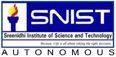 SNIST
Sreenidhi Institute of Science and Technology
AUTONOMOUS